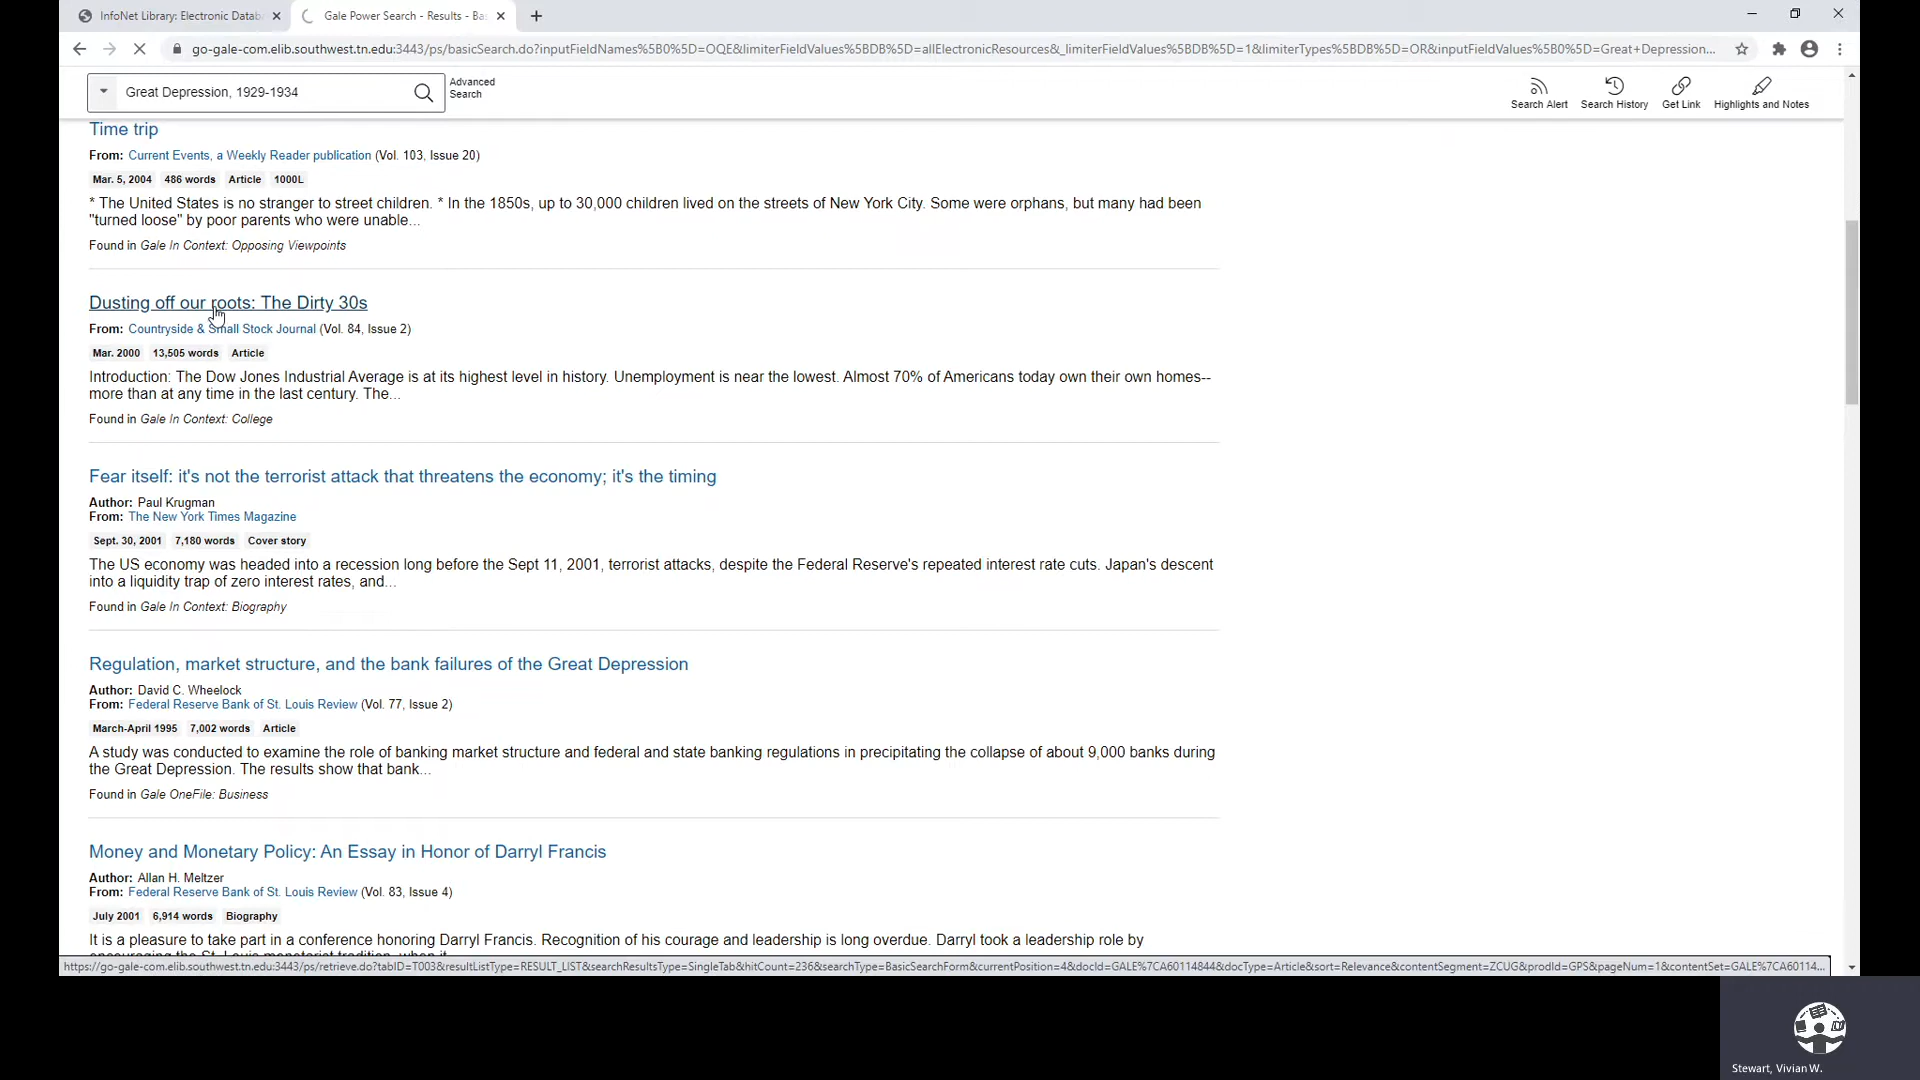 InfoNet Library: Electronic Datab
Gale Power Search - Results - Ba
go-gale-com.elib.southwest.tn.edu:3443/ps/basicSearch.do?inputFieldNames%5B0%5D=OQE&limiterFieldValues%5BDB%5D=allElectronicResources&_limiterFieldValues%5BDB%5D=1&limiterTypes%5BDB%5D=OR&inputFieldValues%5B0%5D=Great+Depression...
Great Depression, 1929-1934
Advanced
Search
Search Alert
Search History
Get Link
Highlights and Notes
Time trip
From: Current Events, a Weekly Reader publication (Vol. 103, Issue 20)
Mar. 5, 2004 486 words Article 1000L
* The United States is no stranger to street children. * In the 1850s, up to 30,000 children lived on the streets of New York City. Some were orphans, but many had been
"turned loose" by poor parents who were unable...
Found in Gale In Context: Opposing Viewpoints
Dusting off our roots: The Dirty 30s
From: Countryside & Small Stock Journal (Vol. 84, Issue 2)
Mar. 2000 13,505 words Article
Introduction: The Dow Jones Industrial Average is at its highest level in history. Unemployment is near the lowest. Almost 70% of Americans today own their own homes--
more than at any time in the last century. The...
Found in Gale In Context: College
Fear itself: it's not the terrorist attack that threatens the economy; it's the timing
Author: Paul Krugman
From: The New York Times Magazine
Sept. 30, 2001 7,180 words Cover story
The US economy was headed into a recession long before the Sept 11, 2001, terrorist attacks, despite the Federal Reserve's repeated interest rate cuts. Japan's descent
into a liquidity trap of zero interest rates, and...
Found in Gale In Context: Biography
Regulation, market structure, and the bank failures of the Great Depression
Author: David C. Wheelock
From: Federal Reserve Bank of St. Louis Review (Vol. 77, Issue 2)
March-April 1995 7,002 words Article
A study was conducted to examine the role of banking market structure and federal and state banking regulations in precipitating the collapse of about 9,000 banks during
the Great Depression. The results show that bank...
Found in Gale OneFile: Business
Money and Monetary Policy: An Essay in Honor of Darryl Francis
Author: Allan H. Meltzer
From: Federal Reserve Bank of St. Louis Review (Vol. 83, Issue 4)
July 2001 6,914 words Biography
It is a pleasure to take part in a conference honoring Darryl Francis. Recognition of his courage and leadership is long overdue. Darryl took a leadership role by
encouraging the St. Louis monetarist tradition, when it
https://go-gale-com.elib.southwest.tn.edu:3443/ps/retrieve.do?tabID=T003&resultListType=RESULT_LIST&searchResultsType=SingleTab&hitCount=236&searchType=BasicSearchForm&currentPosition=4&docId=GALE%7CA60114844&docType=Article&sort=Relevance&contentSegment=ZCUG&prodId=GPS&pageNum=1&contentSet=GALE%7CA60114...
Stewart, Vivian W.